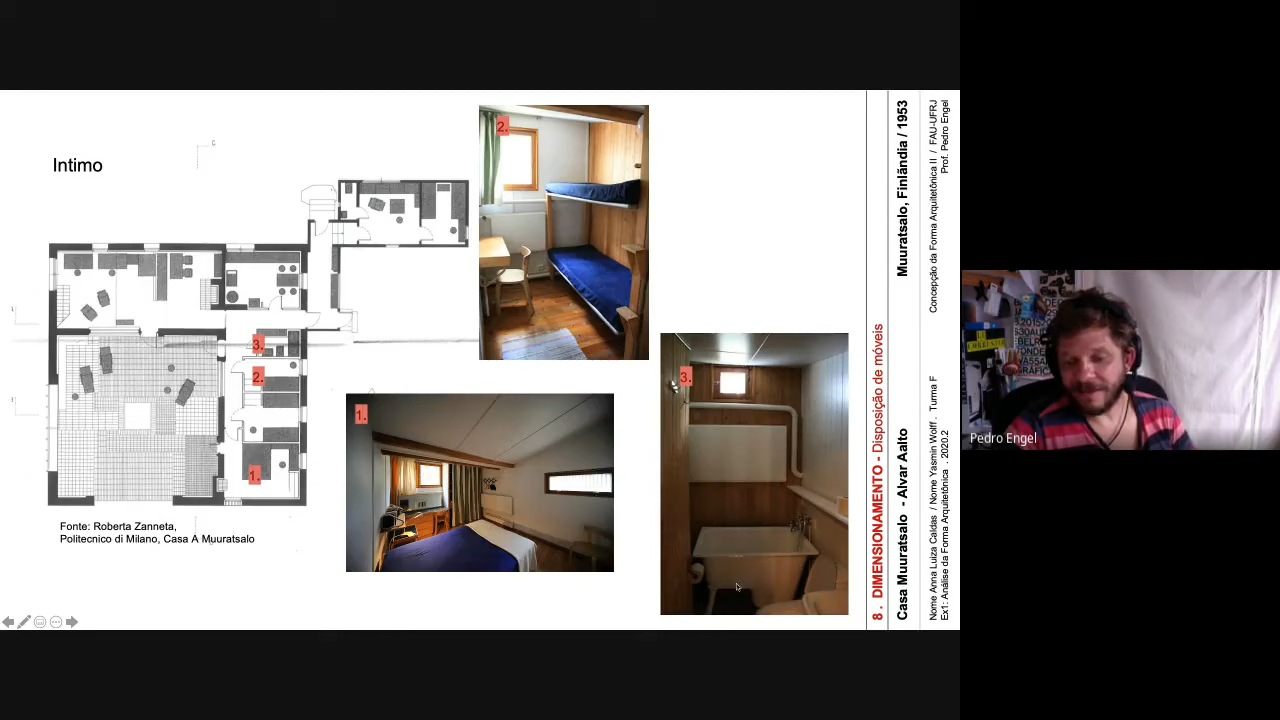 Intimo
2.
3.
2.
1.
1.
3.
Fonte: Roberta Zanneta,
Politecnico di Milano, Casa A Muuratsalo
8 . DIMENSIONAMENTO - Disposição de móveis
Casa Muuratsalo - Alvar Aalto
Muuratsalo, Finlândia / 1953
Nome Anna Luiza Caldas / Nome Yasmin Wolff . Turma F
Ex1: Análise da Forma Arquitetônica . 2020.2
Concepção da Forma Arquitetônica II / FAU-UFRJ
Prof. Pedro Engel
Pedro Engel